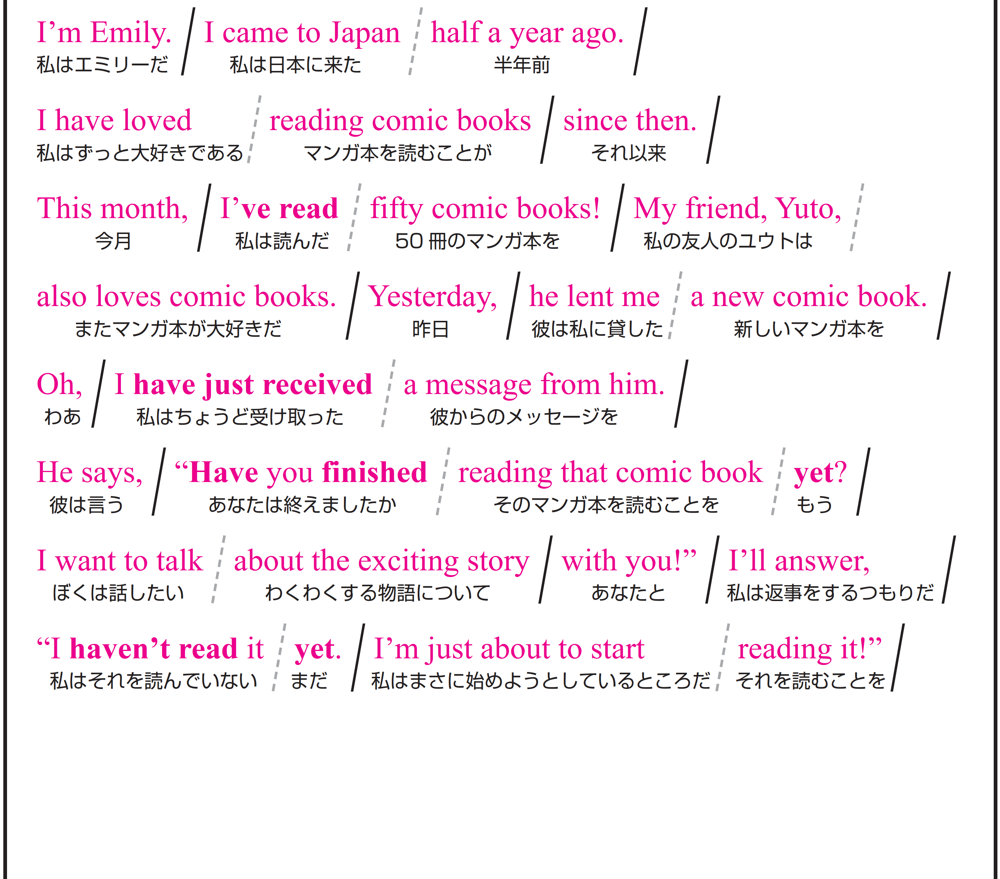 I’m Emily. I came to Japan half a year ago.
私はエミリーだ 私は日本に来た 半年前
I have loved reading comic books since then.
私はずっと大好きである マンガ本を読むことが それ以来
This month, I’ve read fifty comic books! My friend, Yuto,
今月 私は読んだ 50 冊のマンガ本を 私の友人のユウトは
also loves comic books. Yesterday, he lent me a new comic book.
またマンガ本が大好きだ 昨日 彼は私に貸した 新しいマンガ本を
Oh, I have just received a message from him.
わあ 私はちょうど受け取った 彼からのメッセージを
He says, “Have you finished reading that comic book yet?
彼は言う あなたは終えましたか そのマンガ本を読むことを もう
I want to talk about the exciting story with you!” I’ll answer,
ぼくは話したい わくわくする物語について あなたと 私は返事をするつもりだ
“I haven’t read it yet. I’m just about to start reading it!”
私はそれを読んでいない まだ 私はまさに始めようとしているところだ それを読むことを